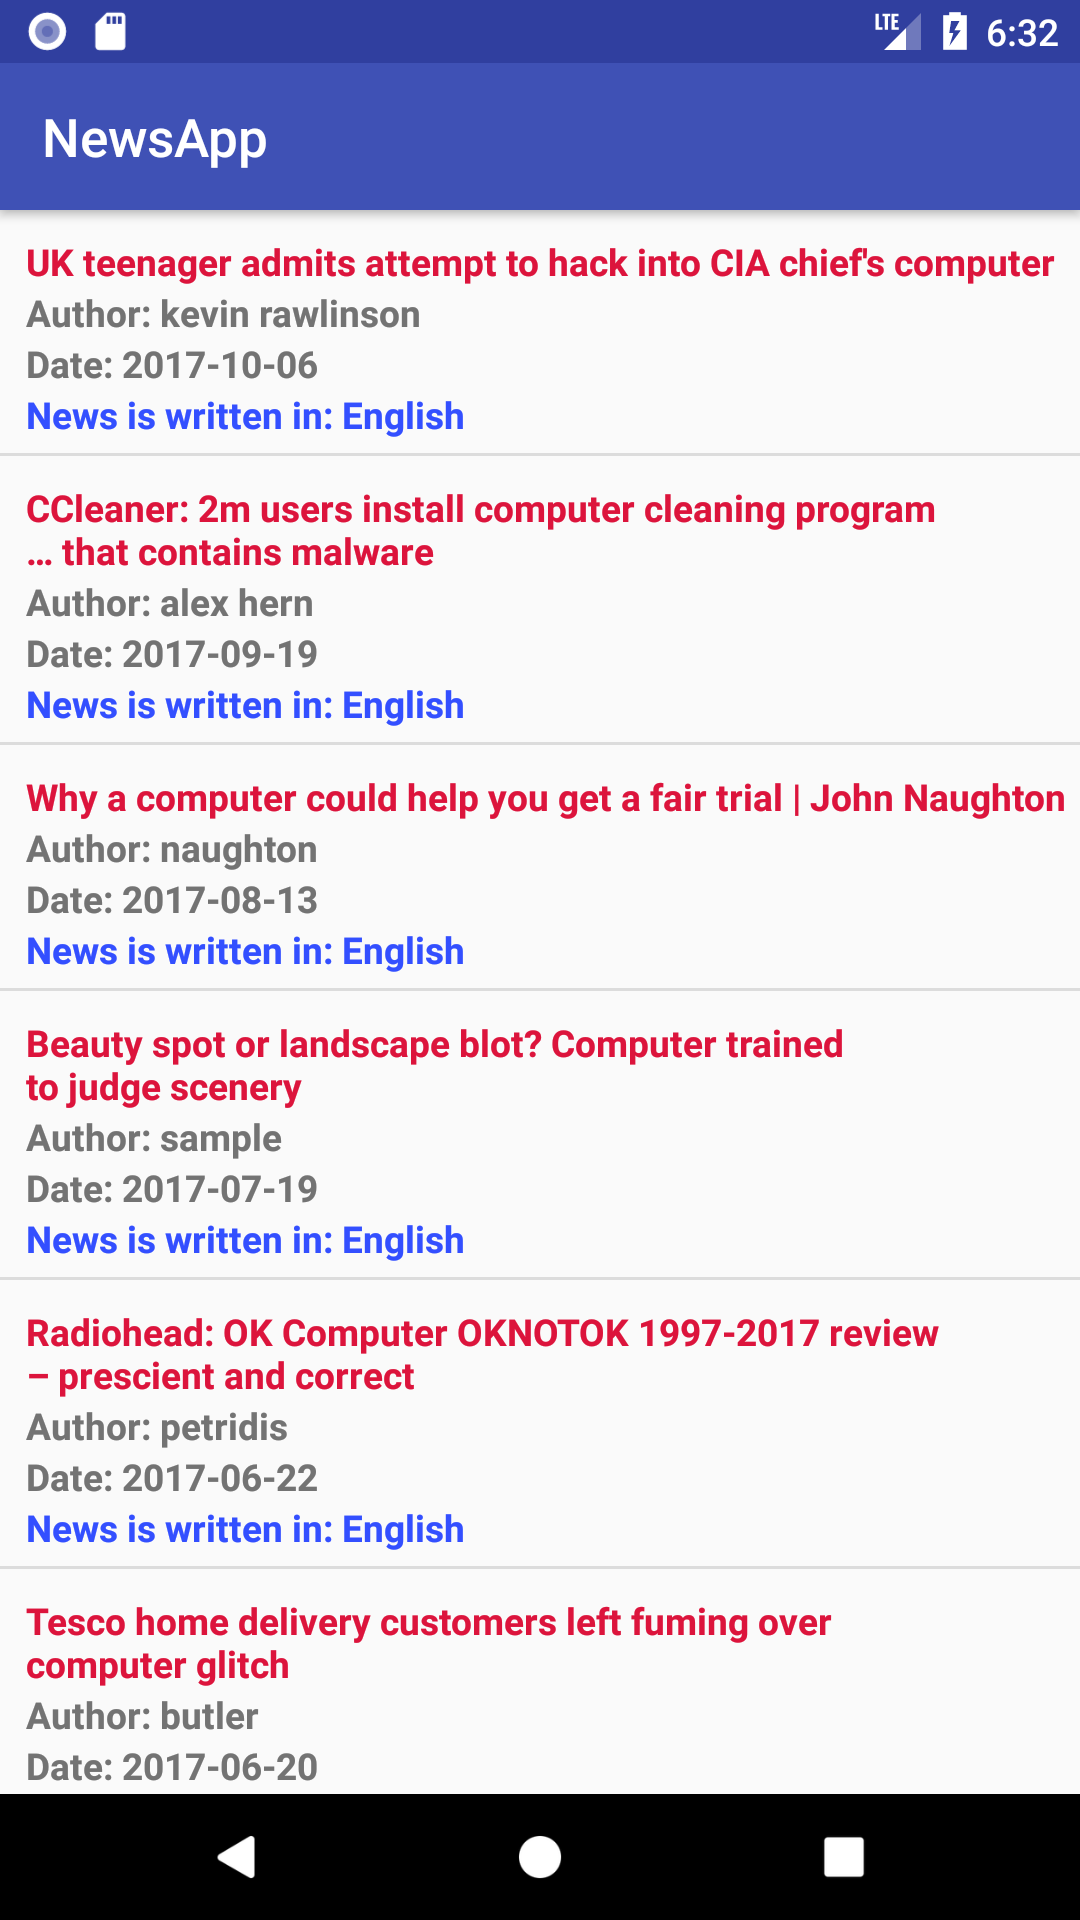 LTE 6:32
NewsApp
UK teenager admits attempt to hack into CIA chief's computer
Author: kevin rawlinson
Date: 2017-10-06
News is written in: English
CCleaner: 2m users install computer cleaning program
… that contains malware
Author: alex hern
Date: 2017-09-19
News is written in: English
Why a computer could help you get a fair trial | John Naughton
Author: naughton
Date: 2017-08-13
News is written in: English
Beauty spot or landscape blot? Computer trained
to judge scenery
Author: sample
Date: 2017-07-19
News is written in: English
Radiohead: OK Computer OKNOTOK 1997-2017 review
– prescient and correct
Author: petridis
Date: 2017-06-22
News is written in: English
Tesco home delivery customers left fuming over
computer glitch
Author: butler
Date: 2017-06-20